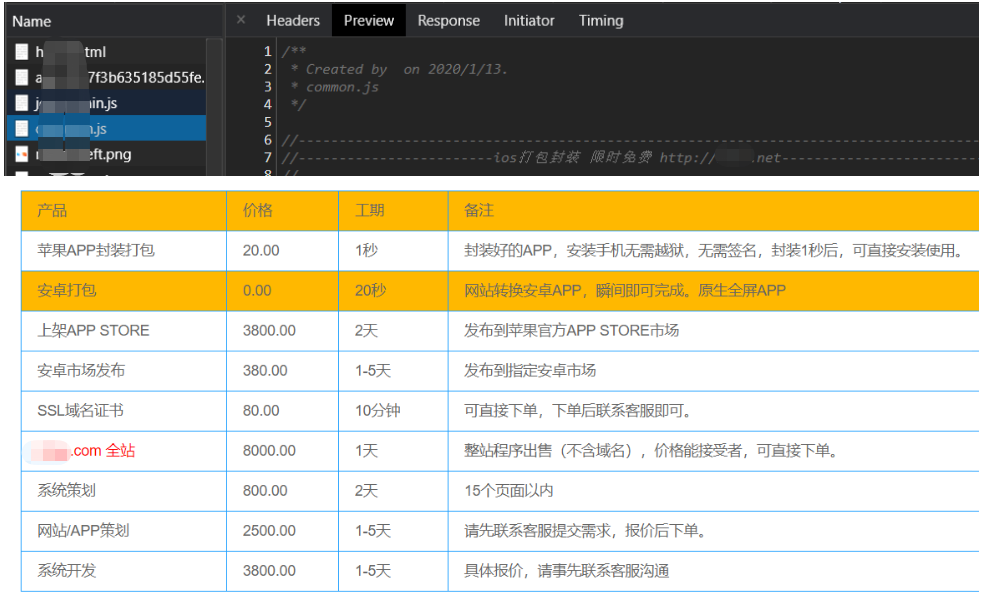 Name
Headers Preview Response Initiator Timing
h tml
a 7f3b635185d55fe.
j in.js
c n.js
eft.png
1 /**
2 * Created by on 2020/1/13.
3 * common.js
4 */
5
6 //--------------------------------------------------------------------------------
7 //-----------------------ios打包封装 限时免费 http:// .net-----------------------
8 //
产品 价格 工期 备注
苹果APP封装打包 20.00 1秒 封装好的APP，安装手机无需越狱，无需签名，封装1秒后，可直接安装使用。
安卓打包 0.00 20秒 网站转换安卓APP，瞬间即可完成。原生全屏APP
上架APP STORE 3800.00 2天 发布到苹果官方APP STORE市场
安卓市场发布 380.00 1-5天 发布到指定安卓市场
SSL域名证书 80.00 10分钟 可直接下单，下单后联系客服即可。
.com 全站 8000.00 1天 整站程序出售（不含域名），价格能接受者，可直接下单。
系统策划 800.00 2天 15个页面以内
网站/APP策划 2500.00 1-5天 请先联系客服提交需求，报价后下单。
系统开发 3800.00 1-5天 具体报价，请事先联系客服沟通